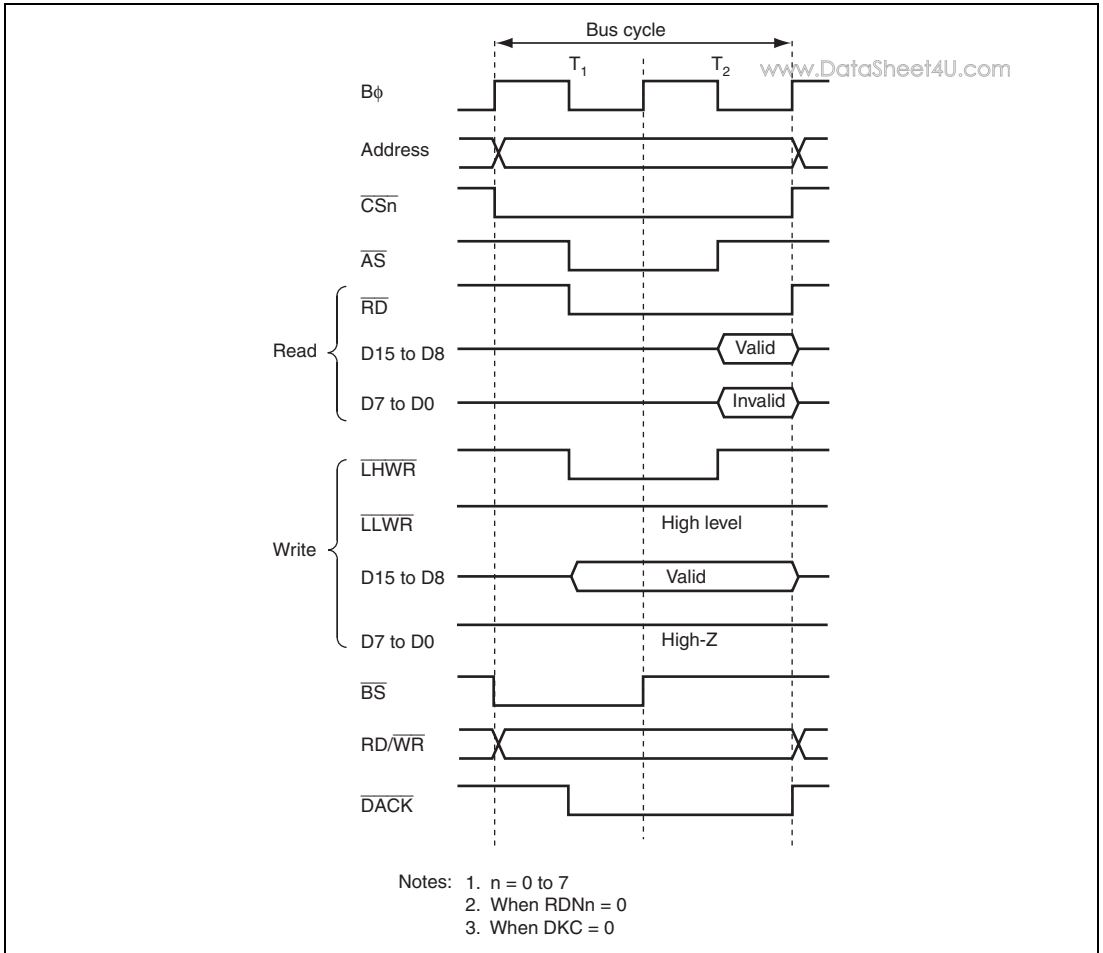 Bus cycle
T1
T2
www.DataSheet4U.com
Bϕ
Address
CSn
AS
Read
RD
D15 to D8
Valid
D7 to D0
Invalid
Write
LHWR
LLWR
High level
D15 to D8
Valid
D7 to D0
High-Z
BS
RD/WR
DACK
Notes: 1. n = 0 to 7
2. When RDNn = 0
3. When DKC = 0